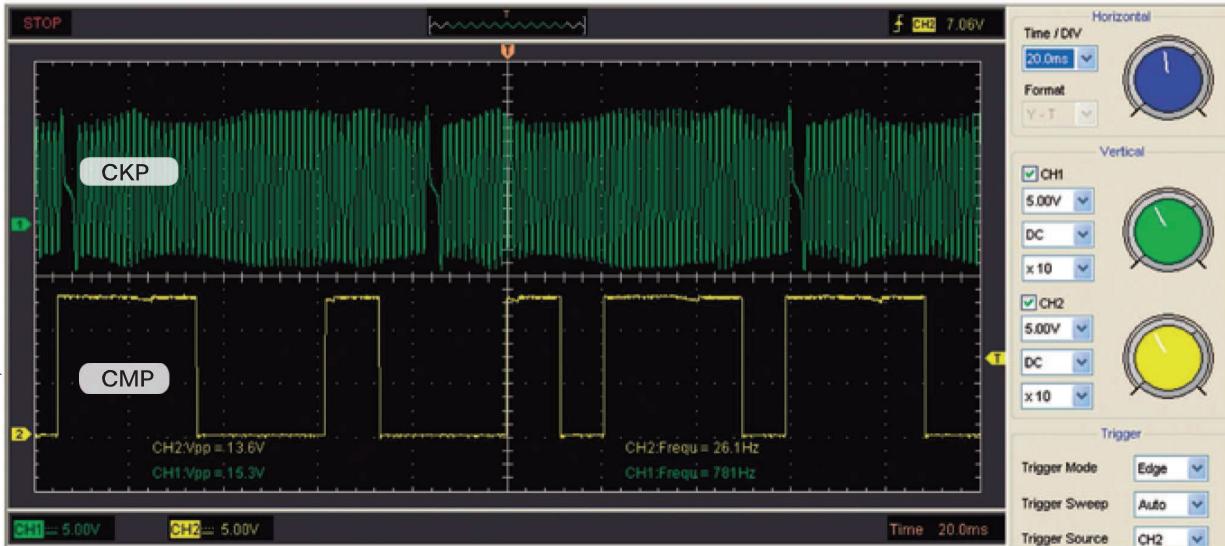 STOP
T
CH2 7.06V
T
CKP
1
CMP
T
2
CH2:Vpp = 13.6V
CH2:Frequ = 26.1Hz
CH1:Vpp = 15.3V
CH1:Frequ = 781Hz
CH1 5.00V
CH2 5.00V
Time 20.0ms
Horizontal
Time / DIV
20.0ms
Format
Y - T
Vertical
CH1
5.00V
DC
x 10
CH2
5.00V
DC
x 10
Trigger
Trigger Mode
Edge
Trigger Sweep
Auto
Trigger Source
CH2